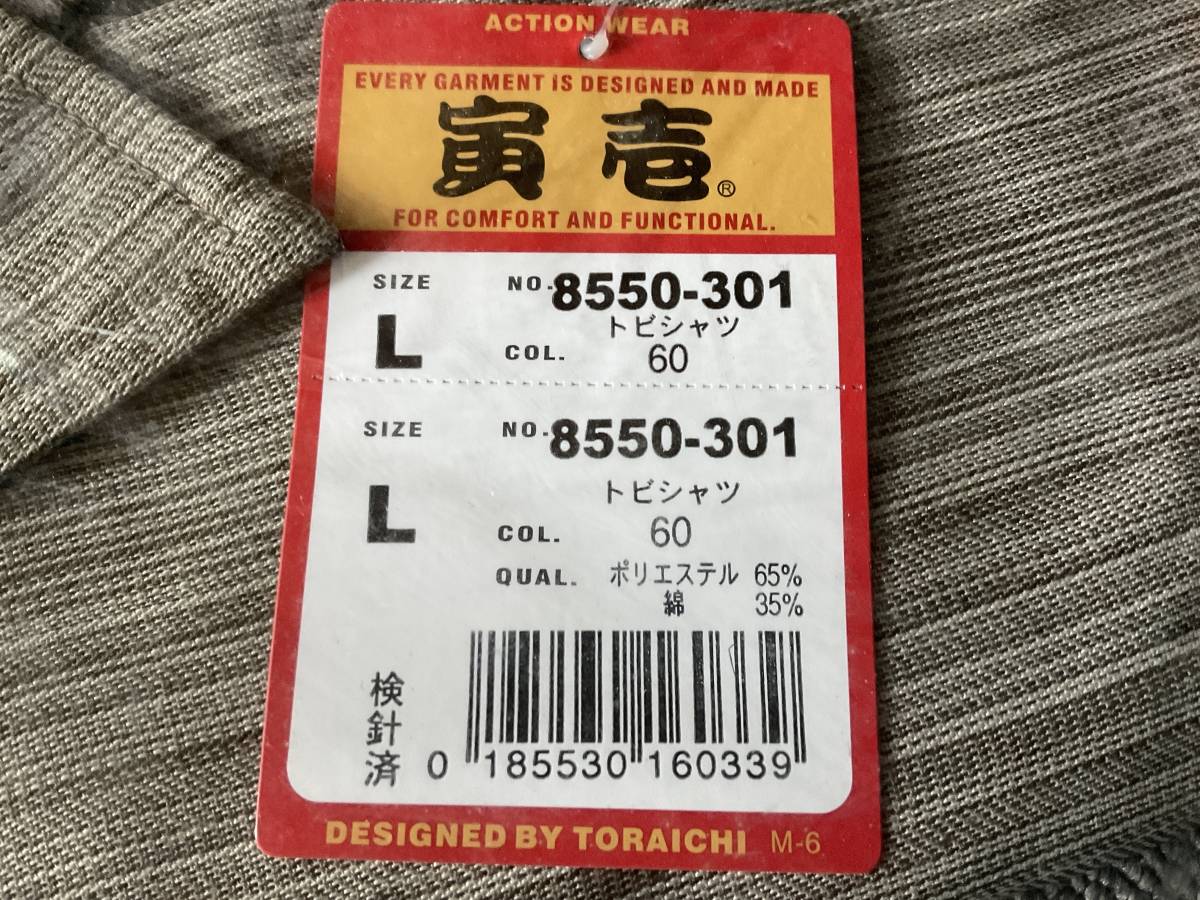 ACTION WEAR
EVERY GARMENT IS DESIGNED AND MADE
寅壱®
FOR COMFORT AND FUNCTIONAL.
SIZE NO.8550-301
トビシャツ
L COL. 60
SIZE NO.8550-301
トビシャツ
L COL. 60
QUAL. ポリエステル 65%
綿 35%
検針済
0 185530 160339
DESIGNED BY TORAICHI M-6